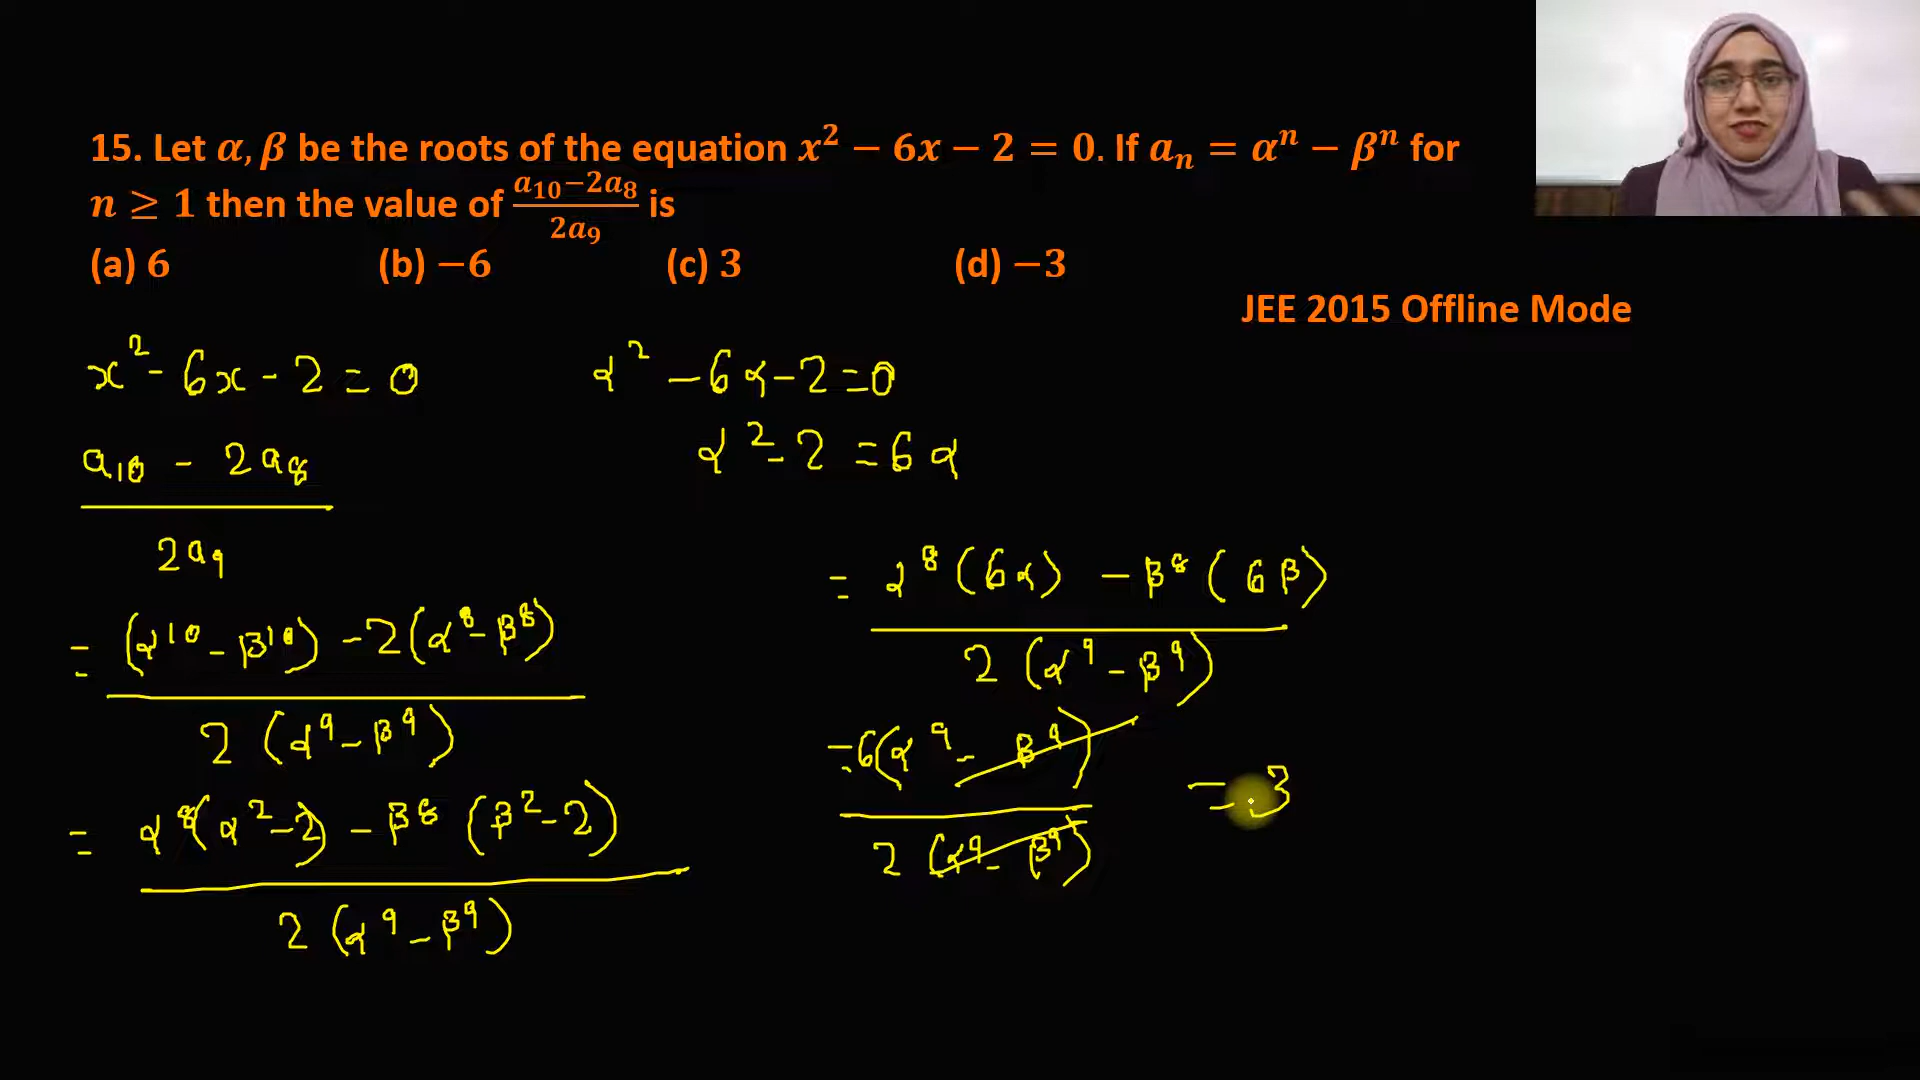 15. Let α, β be the roots of the equation x² − 6x − 2 = 0. If aₙ = αⁿ − βⁿ for
n ≥ 1 then the value of (a₁₀−2a₈)/(2a₉) is
(a) 6 (b) −6 (c) 3 (d) −3
JEE 2015 Offline Mode
x² - 6x - 2 = 0
a₁₀ - 2a₈
2a₉
= (α¹⁰ - β¹⁰) - 2(α⁸ - β⁸)
2 (α⁹ - β⁹)
= α⁸(α² - 2) - β⁸ (β² - 2)
2 (α⁹ - β⁹)
α² - 6α - 2 = 0
α² - 2 = 6α
= α⁸ (6α) - β⁸ (6β)
2 (α⁹ - β⁹)
= 6(α⁹ - β⁹)
2 (α⁹ - β⁹)
= 3